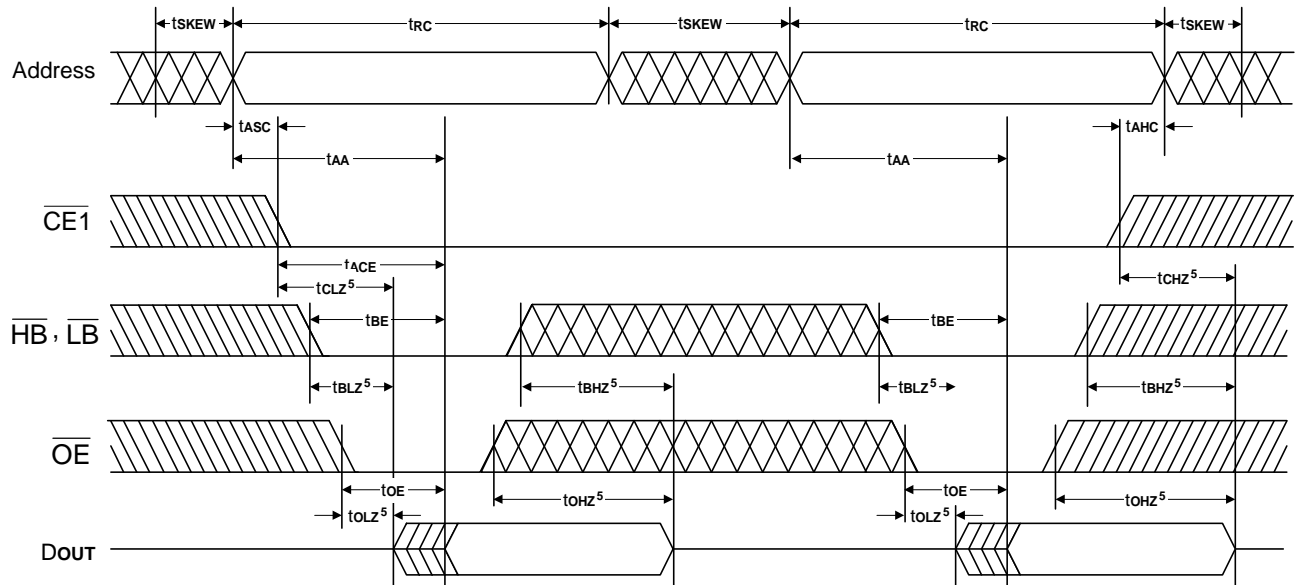 tSKEW tRC tSKEW tRC tSKEW
Address
tASC tAHC
tAA tAA
CE1
tACE
tCLZ5 tCHZ5
HB , LB tBE tBE
tBLZ5 tBHZ5 tBLZ5 tBHZ5
OE
tOE tOE
tOLZ5 tOHZ5 tOLZ5 tOHZ5
DOUT